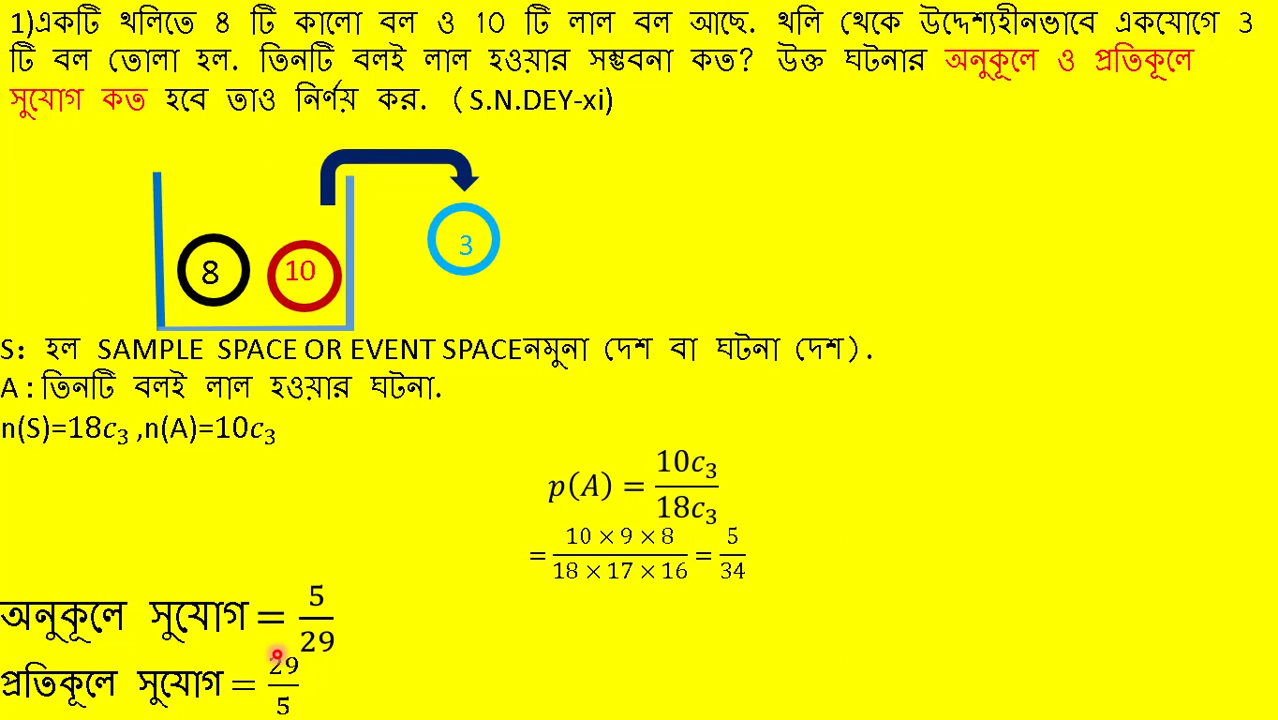 1)একটি থলিতে 8 টি কালো বল ও 10 টি লাল বল আছে. থলি থেকে উদ্দেশ্যহীনভাবে একযোগে 3
টি বল তোলা হল. তিনটি বলই লাল হওয়ার সম্ভবনা কত? উক্ত ঘটনার অনুকূলে ও প্রতিকূলে
সুযোগ কত হবে তাও নির্ণয় কর. ( S.N.DEY-xi)
8 10 3
S: হল SAMPLE SPACE OR EVENT SPACEনমুনা দেশ বা ঘটনা দেশ).
A : তিনটি বলই লাল হওয়ার ঘটনা.
n(S)=18c₃ ,n(A)=10c₃
p(A) = 10c₃/18c₃
= 10 × 9 × 8/18 × 17 × 16 = 5/34
অনুকূলে সুযোগ = 5/29
প্রতিকূলে সুযোগ = 29/5